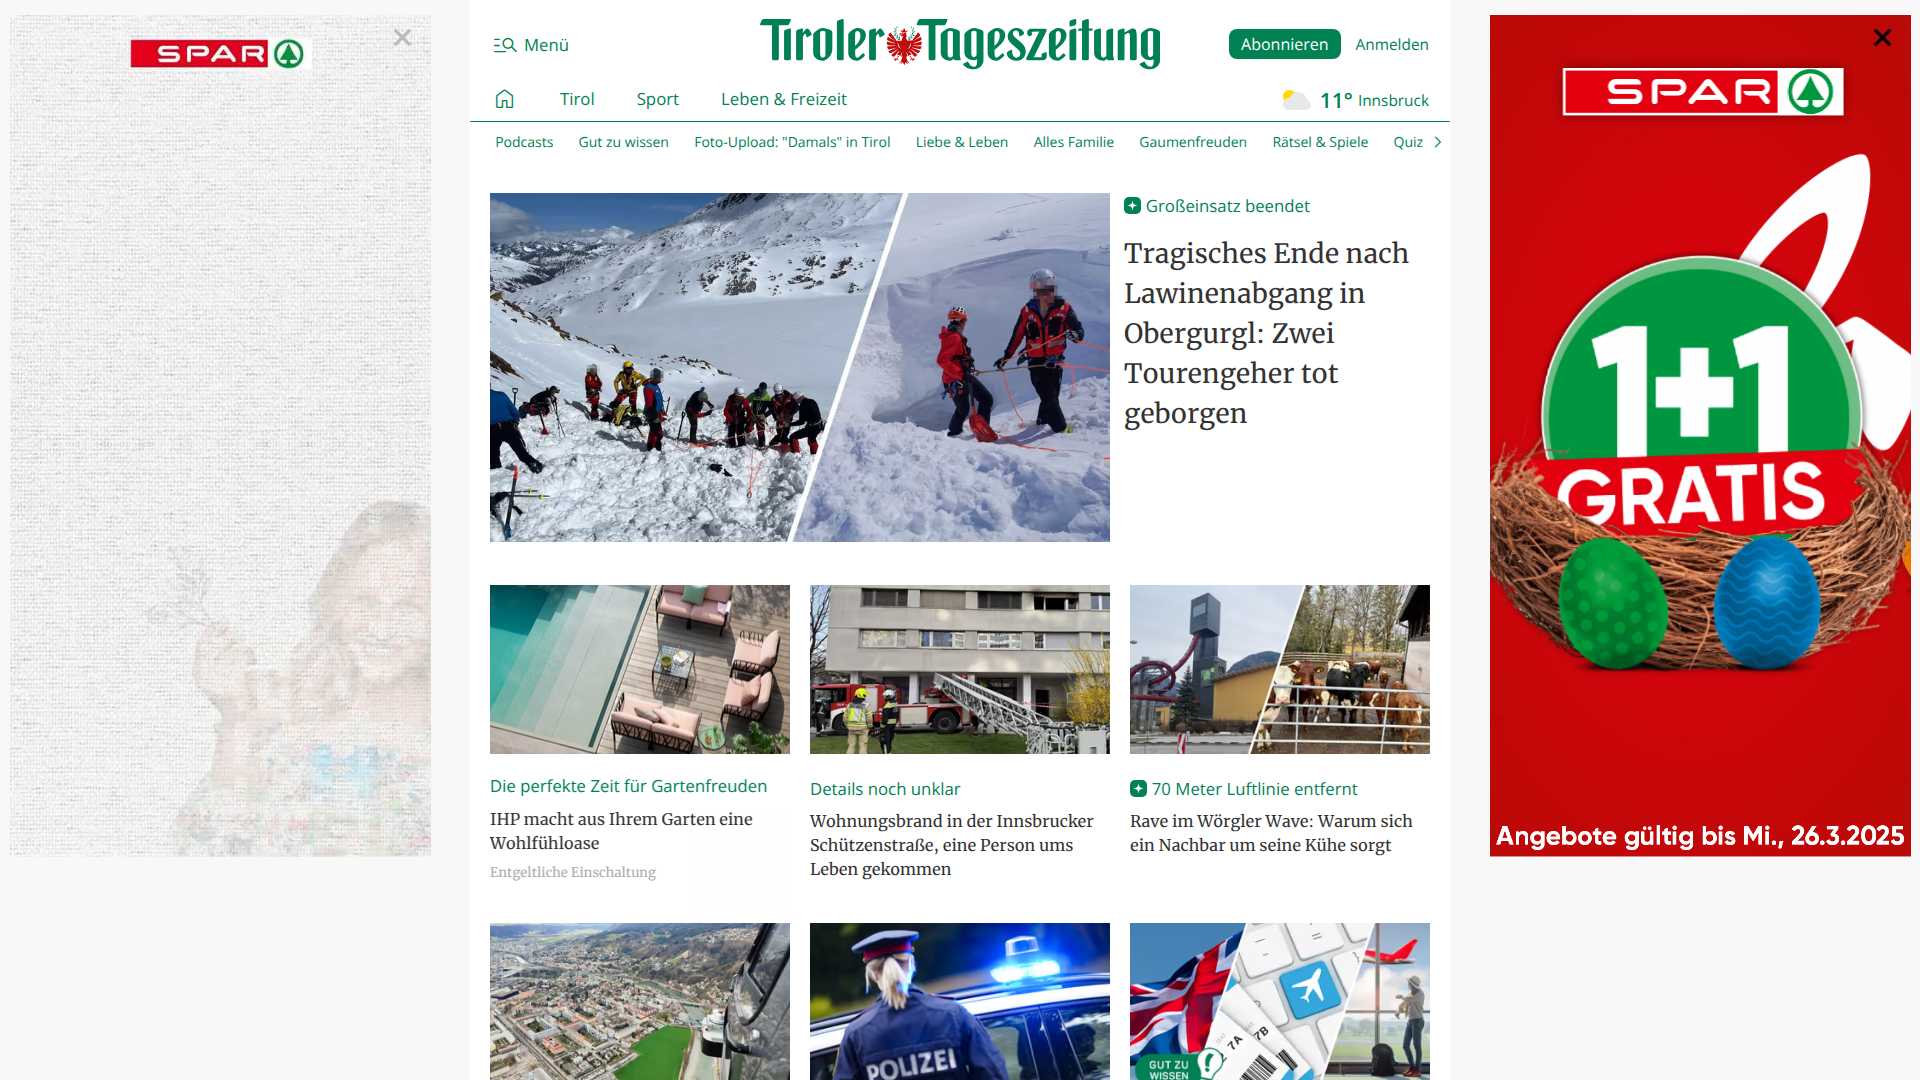 SPAR
Menü
Tiroler Tageszeitung
Abonnieren
Anmelden
Tirol
Sport
Leben & Freizeit
11° Innsbruck
Podcasts
Gut zu wissen
Foto-Upload: "Damals" in Tirol
Liebe & Leben
Alles Familie
Gaumenfreuden
Rätsel & Spiele
Quiz
Großeinsatz beendet
Tragisches Ende nach
Lawinenabgang in
Obergurgl: Zwei
Tourengeher tot
geborgen
Die perfekte Zeit für Gartenfreuden
IHP macht aus Ihrem Garten eine
Wohlfühloase
Entgeltliche Einschaltung
Details noch unklar
Wohnungsbrand in der Innsbrucker
Schützenstraße, eine Person ums
Leben gekommen
70 Meter Luftlinie entfernt
Rave im Wörgler Wave: Warum sich
ein Nachbar um seine Kühe sorgt
POLIZEI
7A
7B
GUT ZU
WISSEN
SPAR
1+1
GRATIS
Angebote gültig bis Mi., 26.3.2025